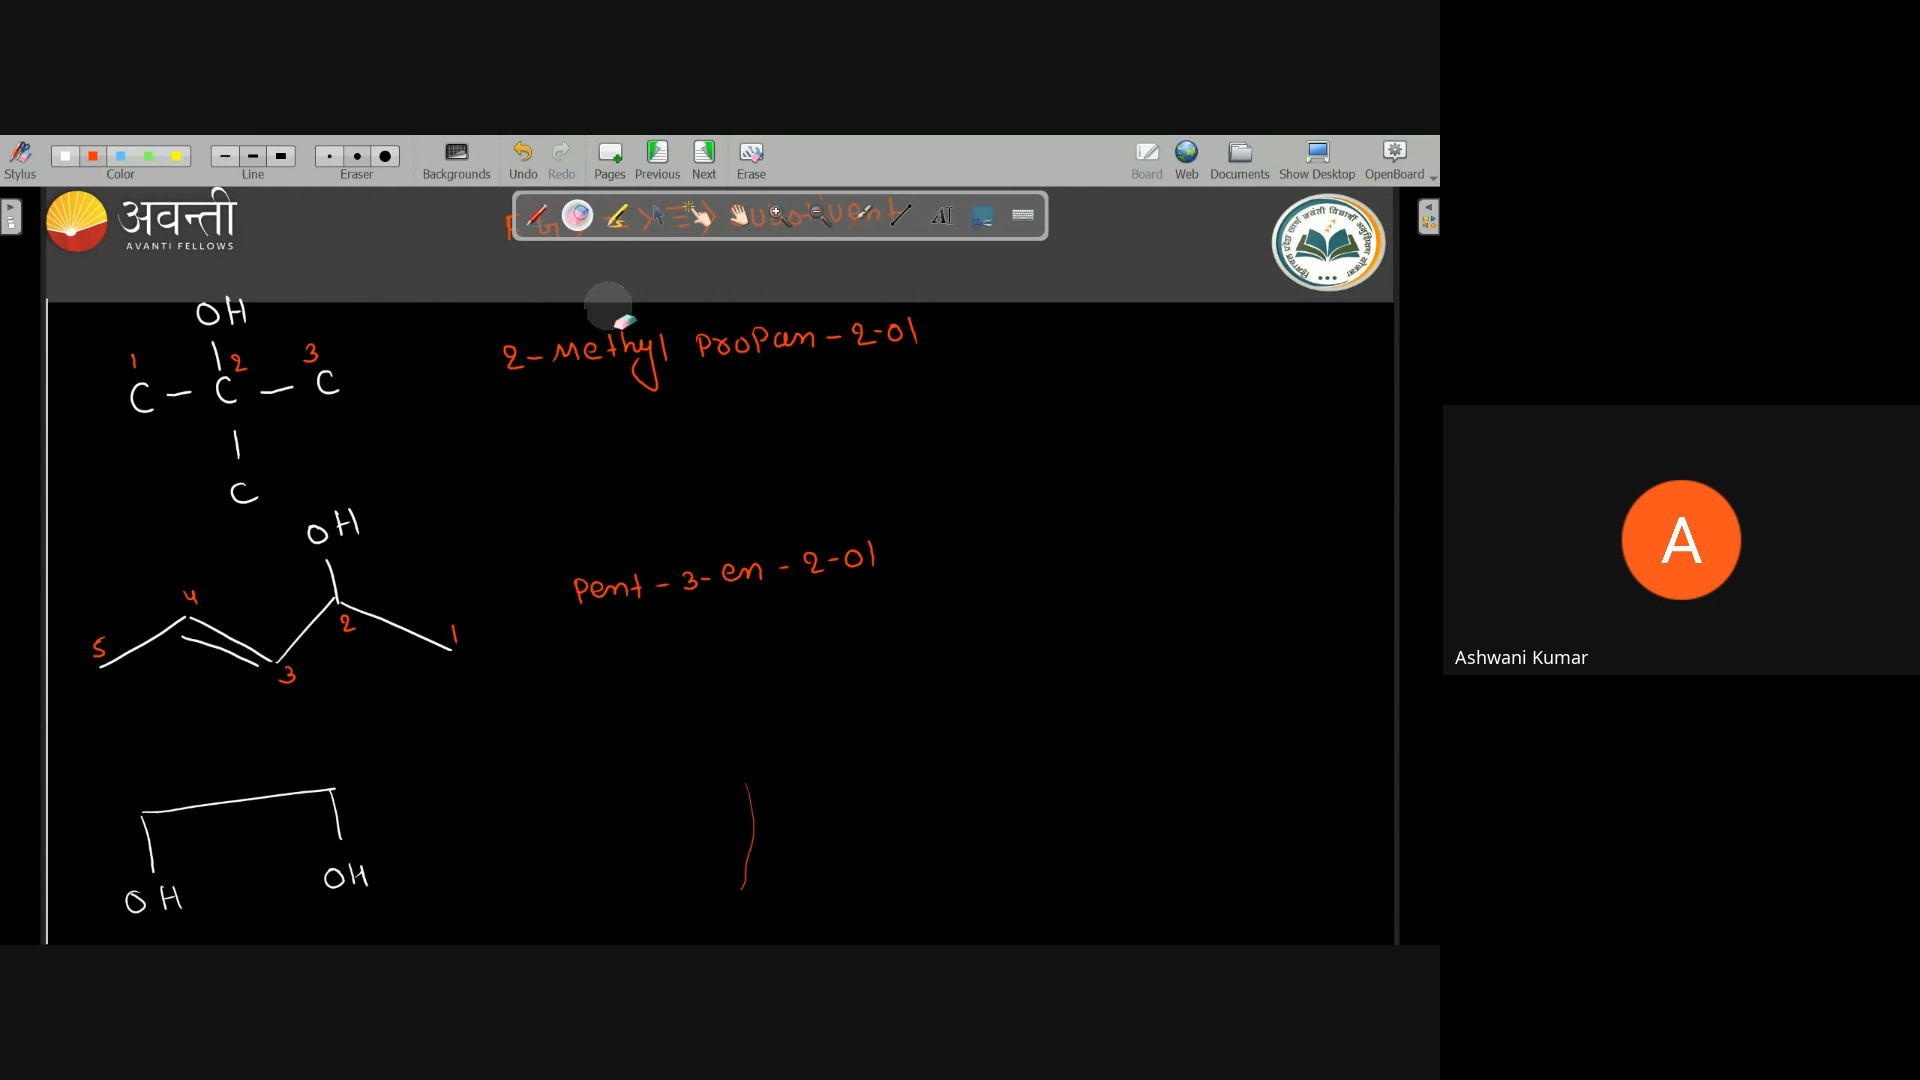 Stylus Color Line Eraser Backgrounds Undo Redo Pages Previous Next Erase Board Web Documents Show Desktop OpenBoard
अवन्ती
AVANTI FELLOWS
OH
1 2 3
C - C - C
C
2-Methyl Propan-2-ol
OH
5 4 3 2 1
Pent-3-en-2-ol
OH OH
A
Ashwani Kumar